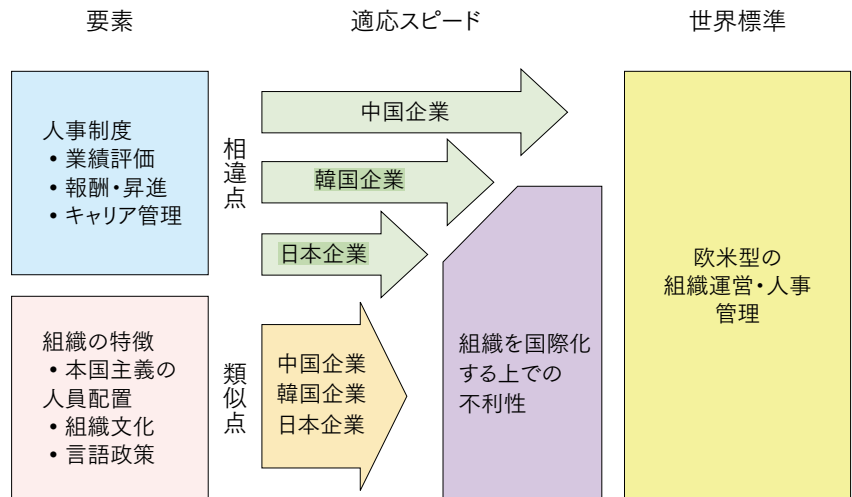 要素
適応スピード
世界標準
人事制度
• 業績評価
• 報酬・昇進
• キャリア管理
相違点
中国企業
韓国企業
日本企業
組織の特徴
• 本国主義の
人員配置
• 組織文化
• 言語政策
類似点
中国企業
韓国企業
日本企業
組織を国際化
する上での
不利性
欧米型の
組織運営・人事
管理